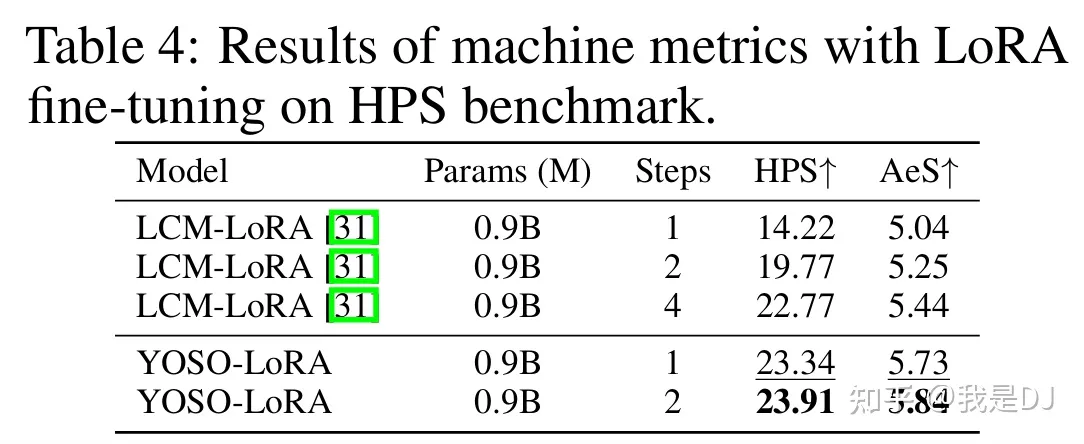 Table 4: Results of machine metrics with LoRA
fine-tuning on HPS benchmark.
Model Params (M) Steps HPS↑ AeS↑
LCM-LoRA [31] 0.9B 1 14.22 5.04
LCM-LoRA [31] 0.9B 2 19.77 5.25
LCM-LoRA [31] 0.9B 4 22.77 5.44
YOSO-LoRA 0.9B 1 23.34 5.73
YOSO-LoRA 0.9B 2 23.91 5.84
知乎 @我是DJ